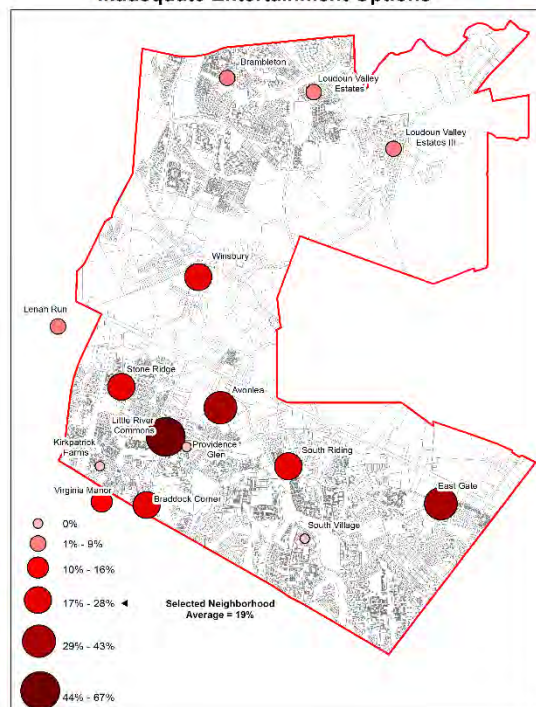 Inadequate Entertainment Options
Brambleton
Loudoun Valley
Estates
Loudoun Valley
Estates III
Winsbury
Lenah Run
Stone Ridge
Avonlea
Little River
Commons
Providence
Glen
Kirkpatrick
Farms
South Riding
Virginia Manor
Braddock Corner
East Gate
South Village
0%
1% - 9%
10% - 16%
17% - 28%
Selected Neighborhood
Average = 19%
29% - 43%
44% - 67%